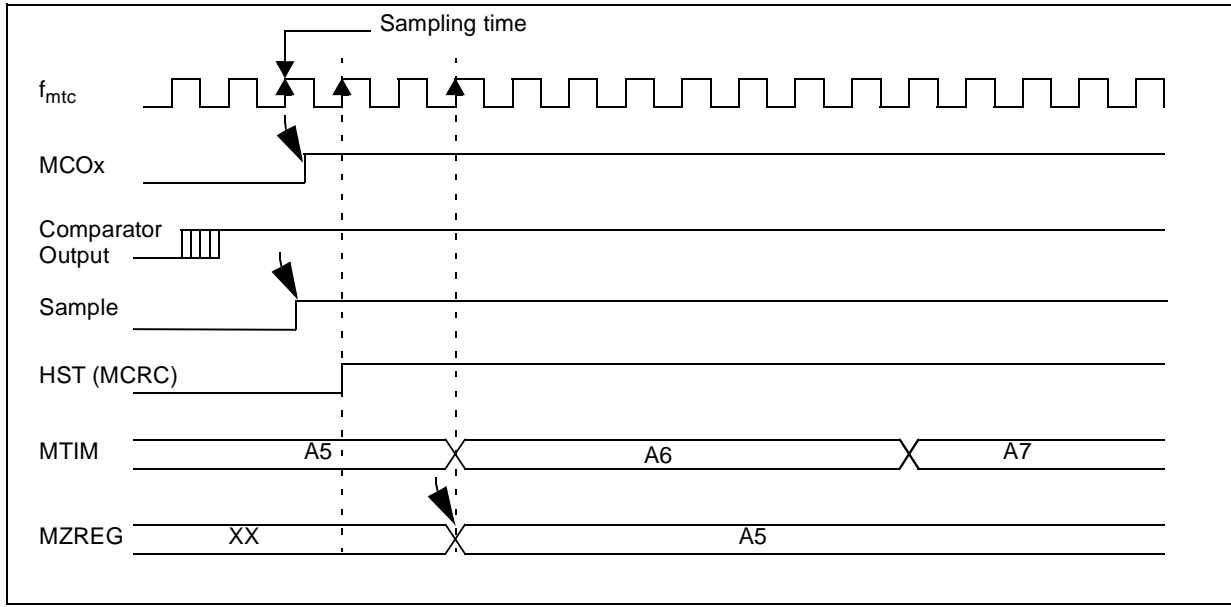 Sampling time
fmtc
MCOx
Comparator
Output
Sample
HST (MCRC)
MTIM A5 A6 A7
MZREG XX A5